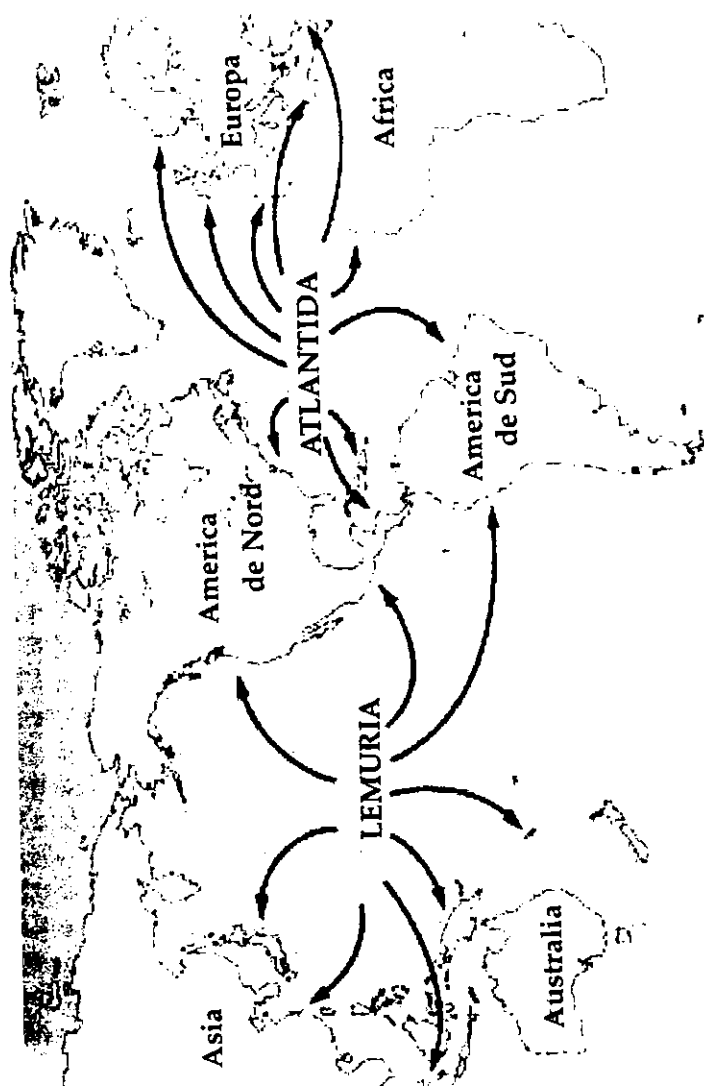 Asia
Australia
LEMURIA
America
de Nord
America
de Sud
ATLANTIDA
Europa
Africa